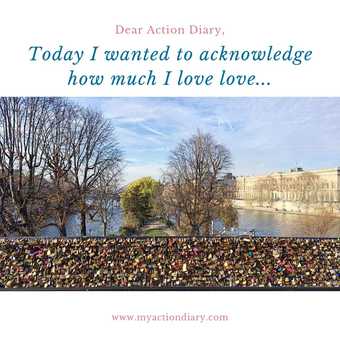 Dear Action Diary,
Today I wanted to acknowledge
how much I love love...
www.myactiondiary.com